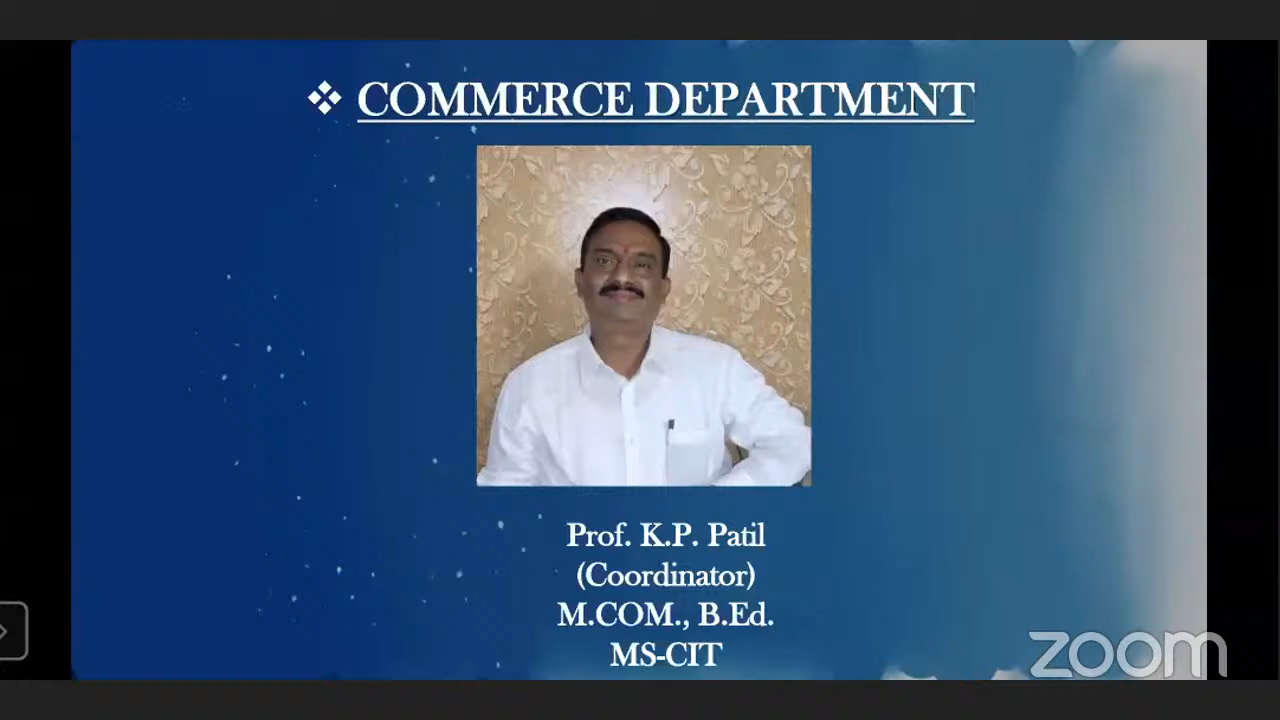 ❖ COMMERCE DEPARTMENT
Prof. K.P. Patil
(Coordinator)
M.COM., B.Ed.
MS-CIT
zoom